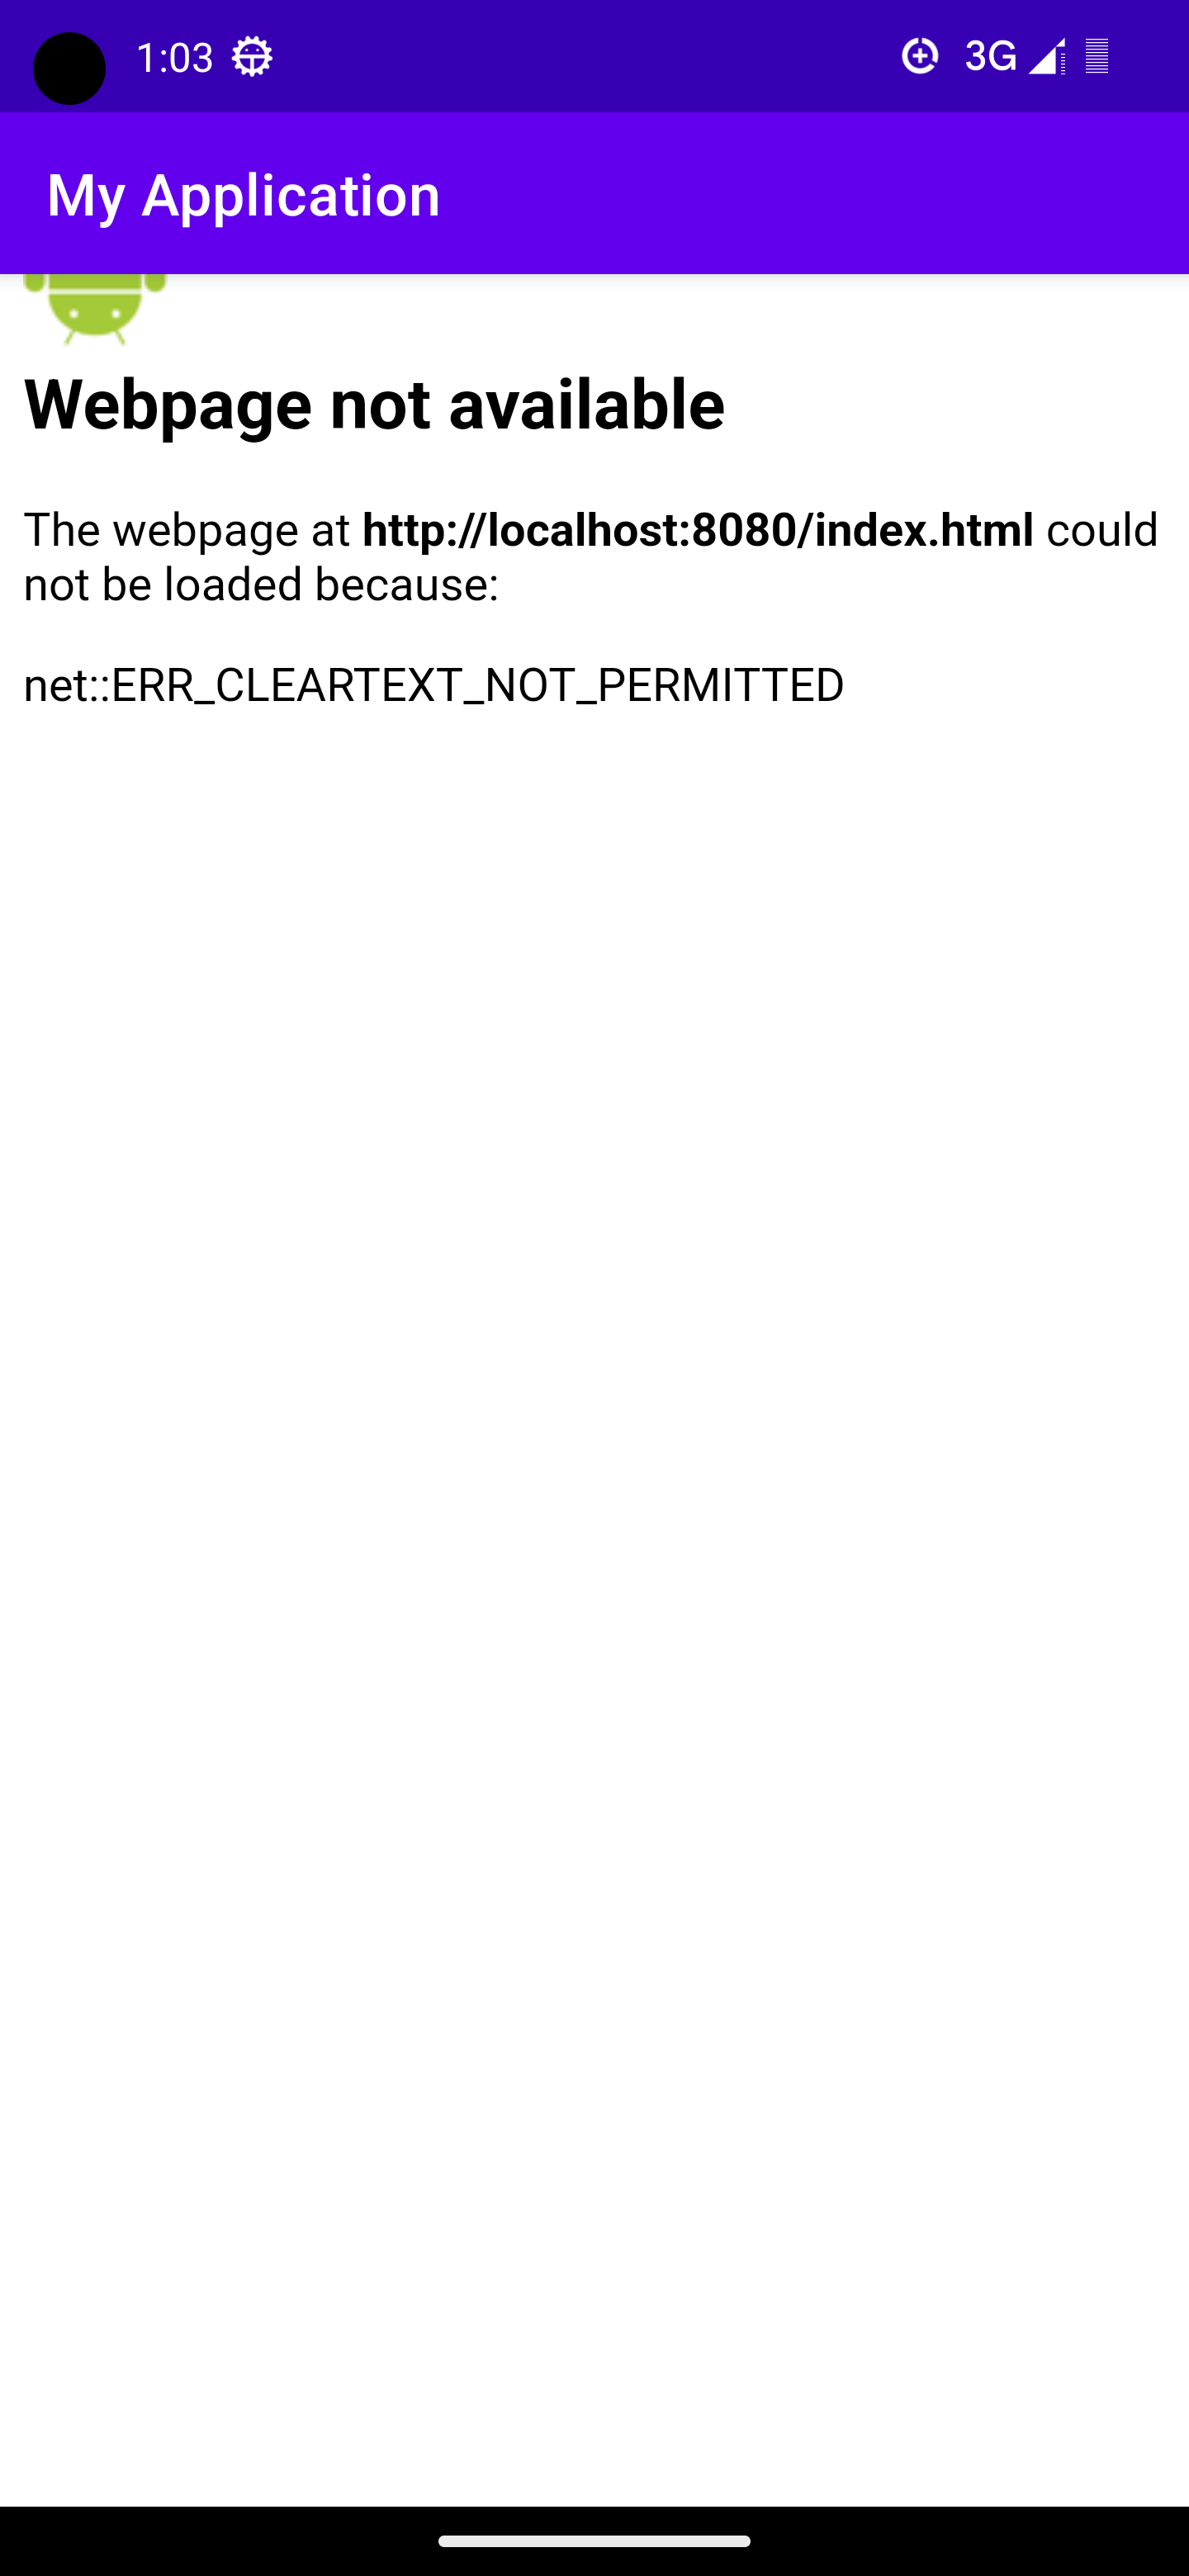 1:03 3G
My Application
Webpage not available
The webpage at http://localhost:8080/index.html could
not be loaded because:
net::ERR_CLEARTEXT_NOT_PERMITTED